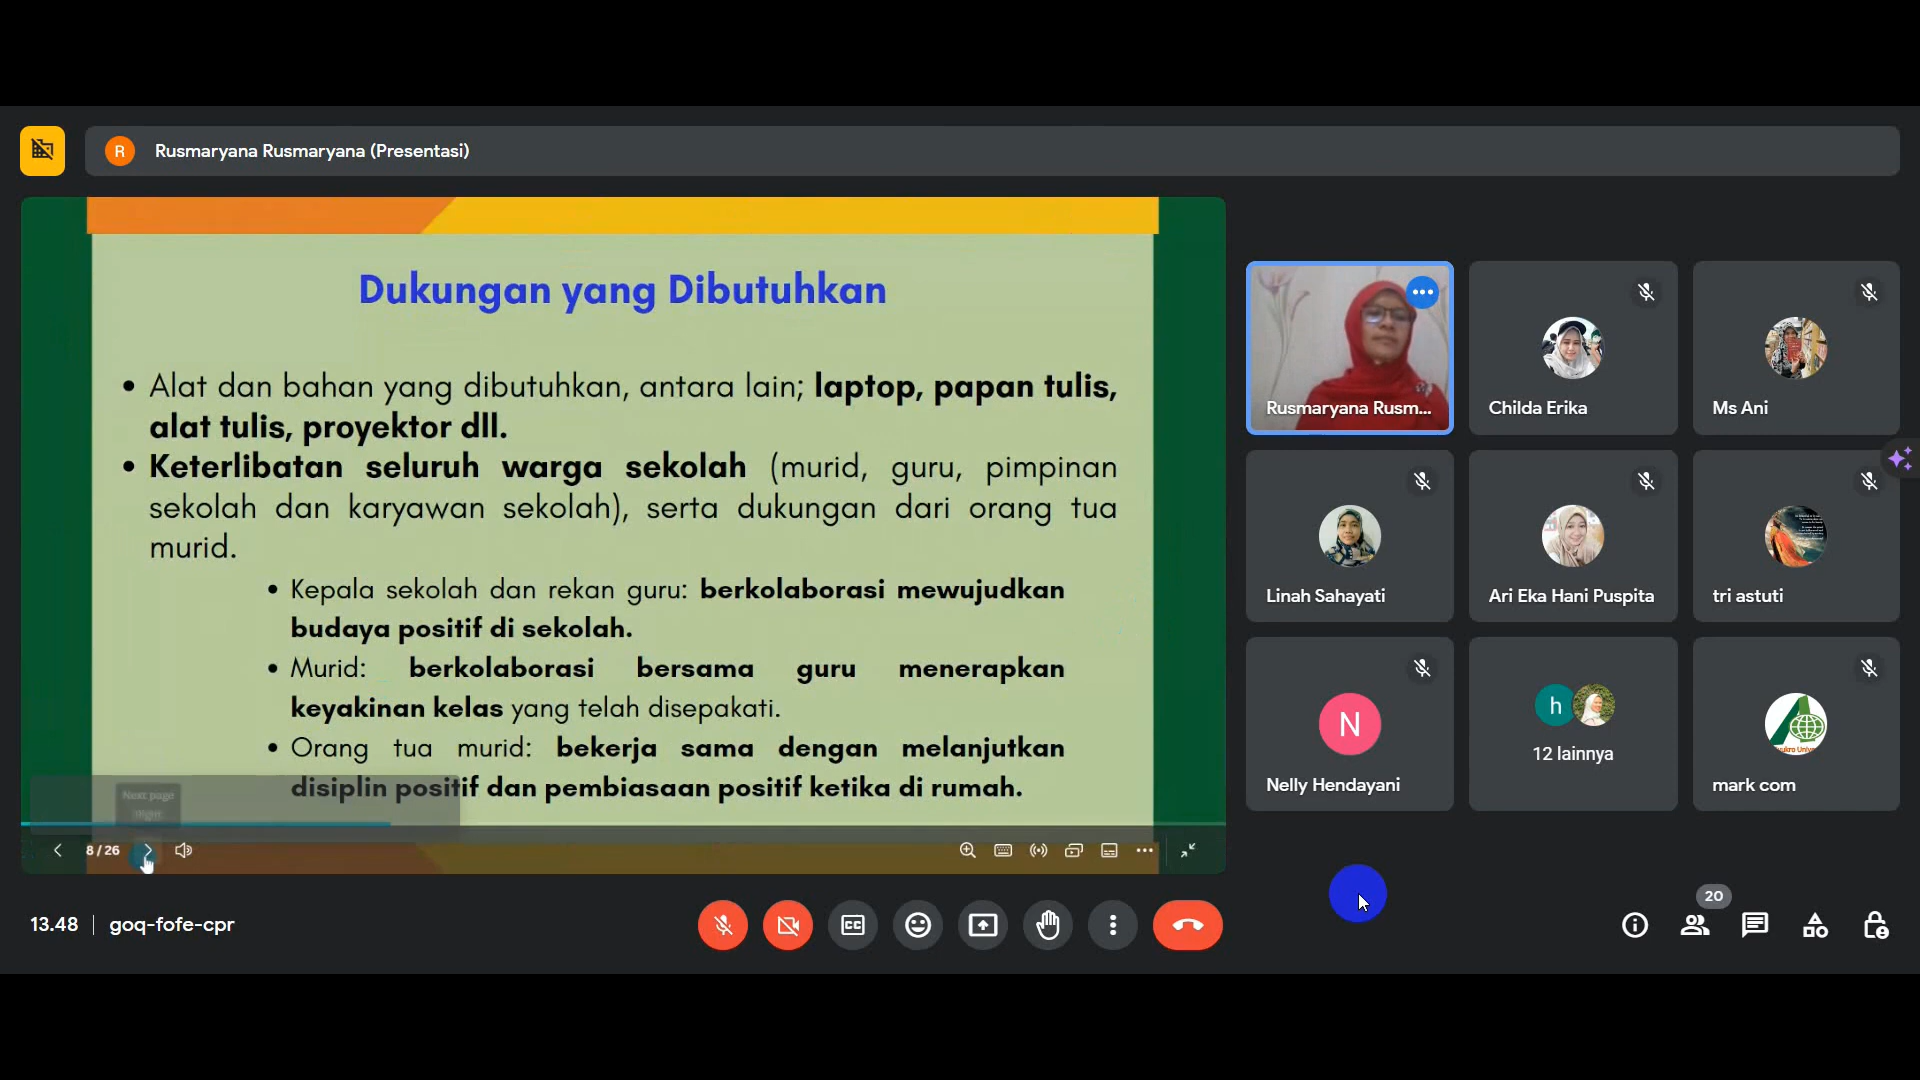 R
Rusmaryana Rusmaryana (Presentasi)
Dukungan yang Dibutuhkan
• Alat dan bahan yang dibutuhkan, antara lain; laptop, papan tulis,
alat tulis, proyektor dll.
• Keterlibatan seluruh warga sekolah (murid, guru, pimpinan
sekolah dan karyawan sekolah), serta dukungan dari orang tua
murid.
• Kepala sekolah dan rekan guru: berkolaborasi mewujudkan
budaya positif di sekolah.
• Murid: berkolaborasi bersama guru menerapkan
keyakinan kelas yang telah disepakati.
• Orang tua murid: bekerja sama dengan melanjutkan
disiplin positif dan pembiasaan positif ketika di rumah.
Next page
8 / 26
Rusmaryana Rusm...
Childa Erika
Ms Ani
Linah Sahayati
Ari Eka Hani Puspita
tri astuti
N
Nelly Hendayani
h
12 lainnya
mark com
13.48
goq-fofe-cpr
CC
20